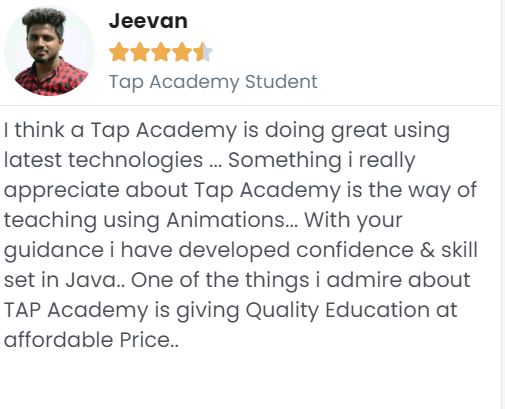 Jeevan
Tap Academy Student
I think a Tap Academy is doing great using
latest technologies ... Something i really
appreciate about Tap Academy is the way of
teaching using Animations... With your
guidance i have developed confidence & skill
set in Java.. One of the things i admire about
TAP Academy is giving Quality Education at
affordable Price..